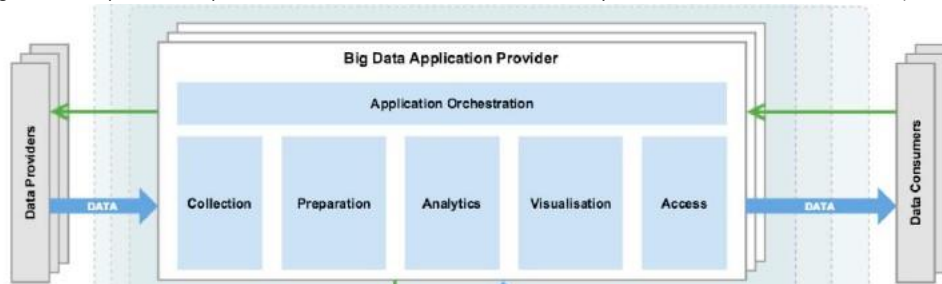 Big Data Application Provider
Application Orchestration
Data Providers
DATA
Collection
Preparation
Analytics
Visualisation
Access
DATA
Data Consumers